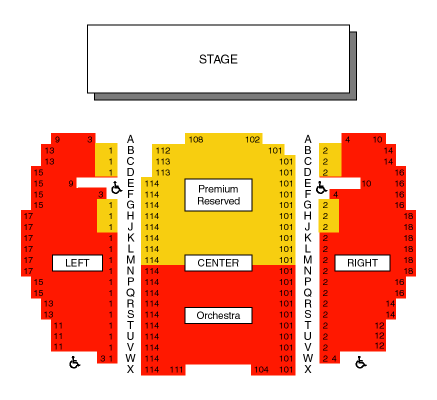 STAGE
9 3 A 108 102 A 4 10
13 B 112 101 B 2 14
13 1 C 113 101 C 2 14
15 1 D 113 101 D 2 16
15 9 E 114 101 E 10 16
Premium
15 3 F 114 101 F 4 16
Reserved
15 1 G 114 101 G 2 16
17 1 H 114 101 H 2 18
17 1 J 114 101 J 2 18
17 1 K 114 101 K 2 18
17 1 L 114 101 L 2 18
17 1 M 114 101 M 2 18
LEFT CENTER RIGHT
17 1 N 114 101 N 2 18
15 1 P 114 101 P 2 16
15 1 Q 114 101 Q 2 16
13 1 R 114 101 R 2 14
13 1 S 114 101 S 2 14
Orchestra
11 1 T 114 101 T 2 12
11 1 U 114 101 U 2 12
11 1 V 114 101 V 2 12
3 1 W 114 101 W 2 4
X 114 111 104 101 X